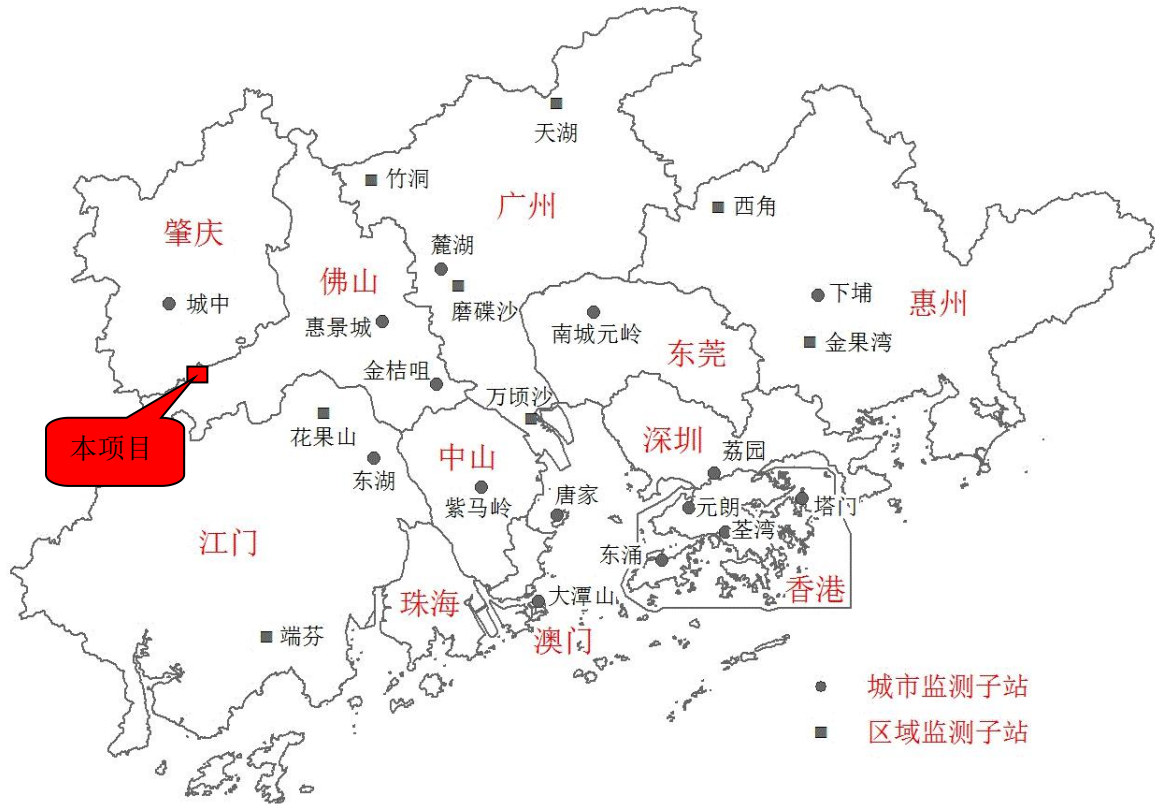 天湖
竹洞
广州
西角
肇庆
麓湖
佛山
磨碟沙
城中
下埔
惠州
惠景城
南城元岭
金果湾
东莞
金桔咀
万顷沙
花果山
本项目
深圳
中山
荔园
东湖
紫马岭
唐家
元朗
塔门
荃湾
江门
东涌
香港
珠海
大潭山
澳门
端芬
城市监测子站
区域监测子站